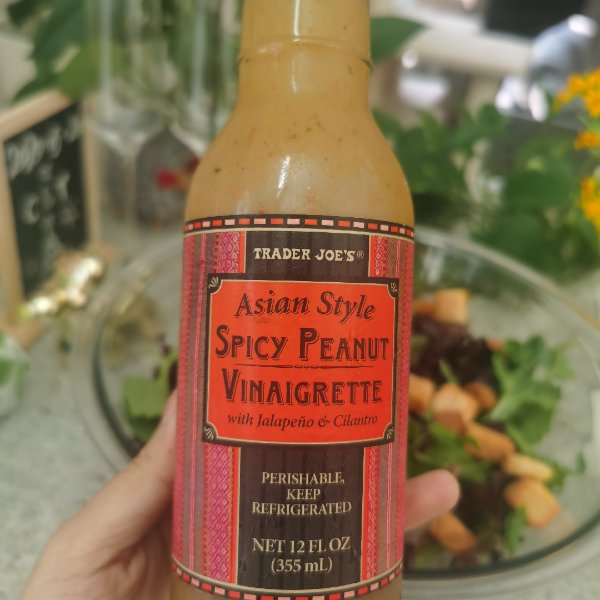 TRADER JOE'S®
Asian Style
SPICY PEANUT
VINAIGRETTE
with Jalapeño & Cilantro
PERISHABLE,
KEEP
REFRIGERATED
NET 12 FL OZ
(355 mL)